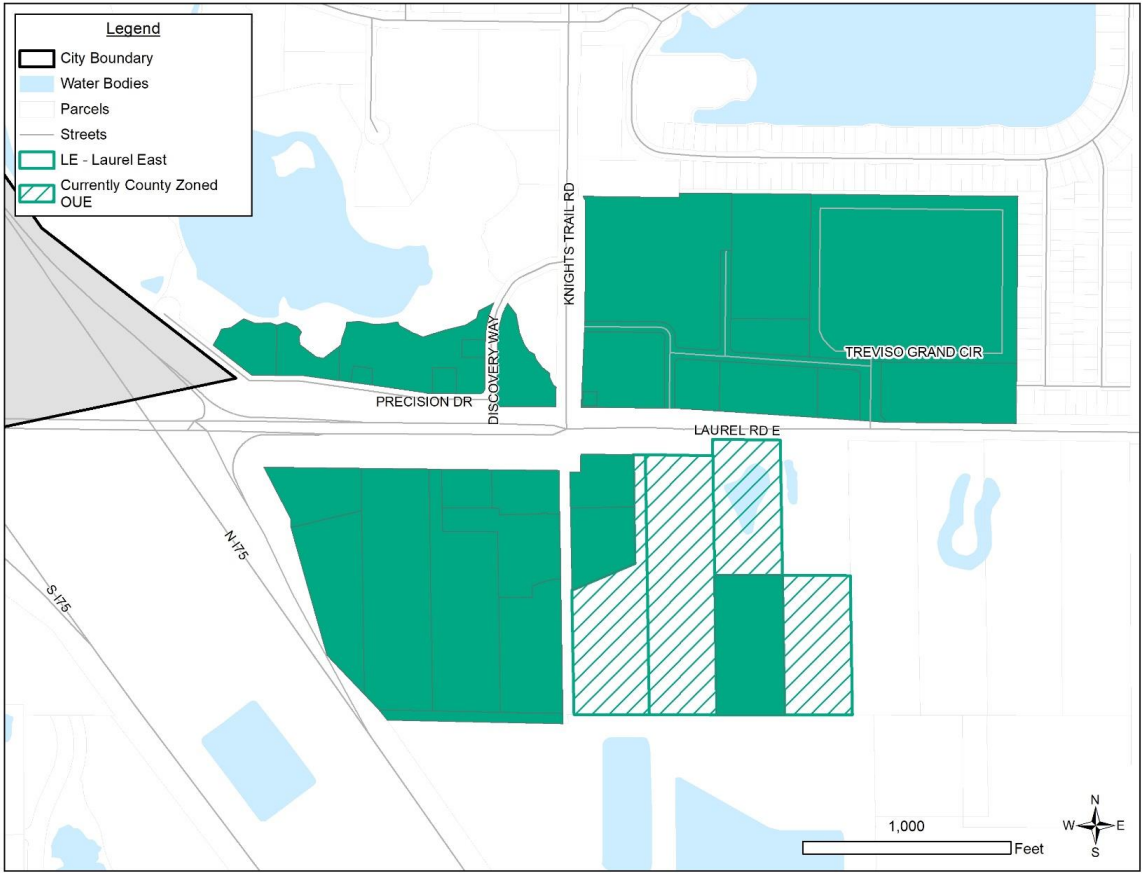 Legend
City Boundary
Water Bodies
Parcels
Streets
LE - Laurel East
Currently County Zoned
OUE
KNIGHTS TRAIL RD
DISCOVERY WAY
TREVISO GRAND CIR
PRECISION DR
LAUREL RD E
N-I75
S-I75
1,000
Feet
N
W
E
S